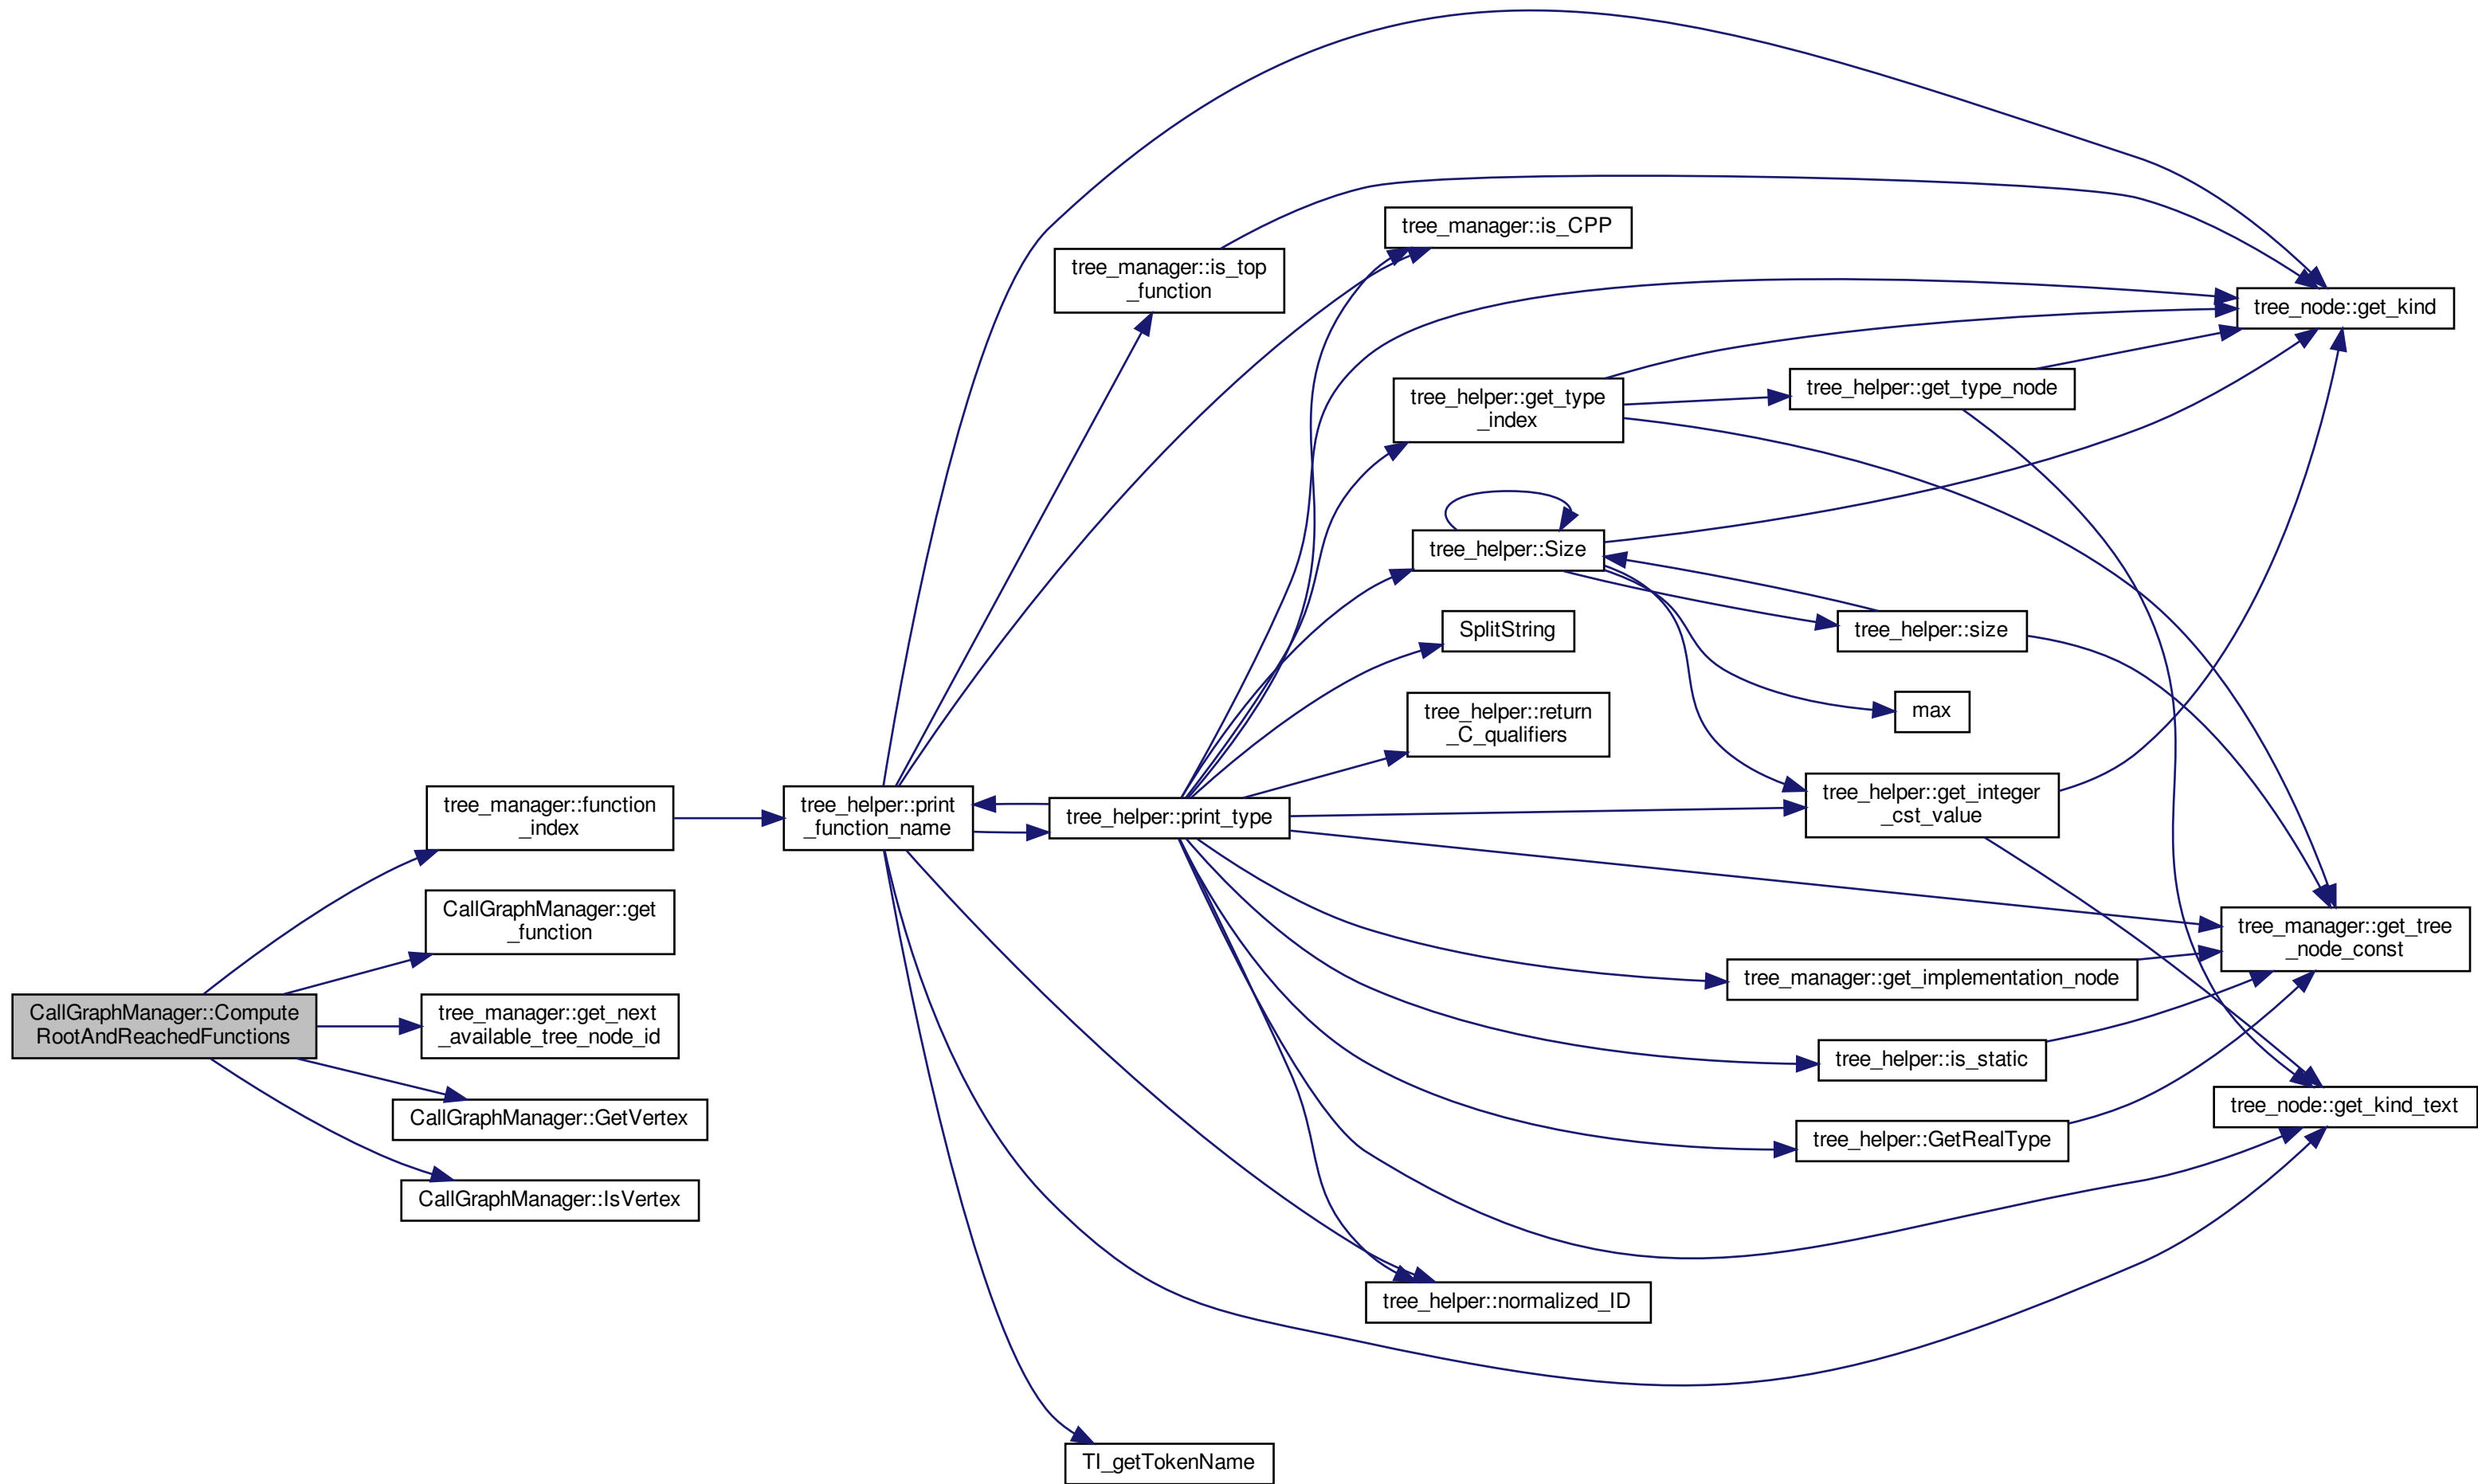 CallGraphManager::Compute
RootAndReachedFunctions
tree_manager::function
_index
CallGraphManager::get
_function
tree_manager::get_next
_available_tree_node_id
CallGraphManager::GetVertex
CallGraphManager::IsVertex
tree_helper::print
_function_name
tree_manager::is_top
_function
tree_helper::print_type
TI_getTokenName
tree_manager::is_CPP
tree_helper::get_type
_index
tree_helper::Size
SplitString
tree_helper::return
_C_qualifiers
tree_helper::normalized_ID
tree_helper::get_type_node
tree_helper::size
max
tree_helper::get_integer
_cst_value
tree_manager::get_implementation_node
tree_helper::is_static
tree_helper::GetRealType
tree_node::get_kind
tree_manager::get_tree
_node_const
tree_node::get_kind_text